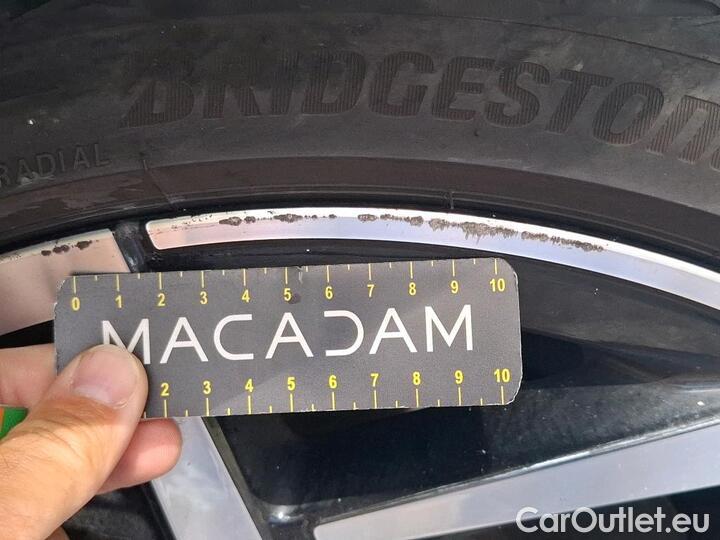 BRIDGESTON
RADIAL
0 1 2 3 4 5 6 7 8 9 10
MACADAM
2 3 4 5 6 7 8 9 10
CarOutlet.eu